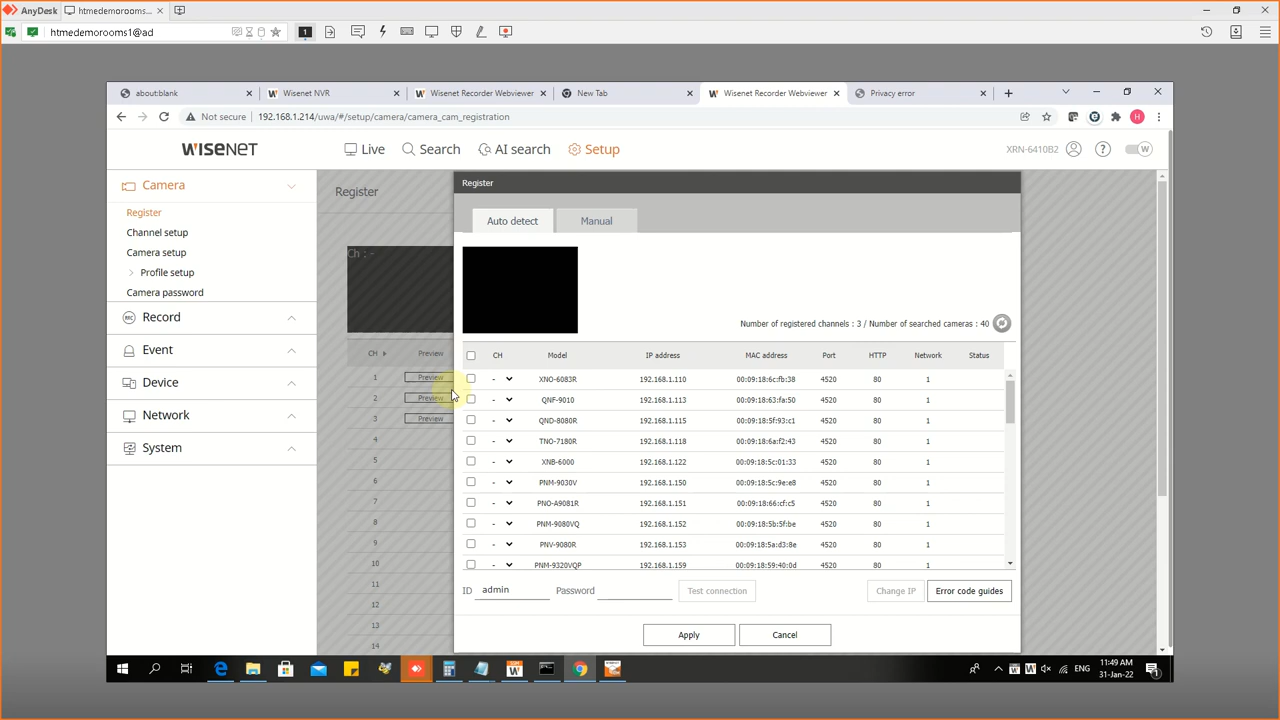 AnyDesk
htmedemorooms1@a...
htmedemorooms1@ad
1
about:blank
Wisenet NVR
Wisenet Recorder Webviewer
New Tab
Wisenet Recorder Webviewer
Privacy error
Not secure
192.168.1.214/uwa/#/setup/camera/camera_cam_registration
H
WISENET
Live
Search
AI search
Setup
XRN-6410B2
W
Camera
Register
Channel setup
Camera setup
Profile setup
Camera password
Record
Event
Device
Network
System
Register
Ch : -
CH
Preview
1 Preview
2 Preview
3 Preview
4
5
6
7
8
9
10
11
12
13
14
Register
Auto detect
Manual
Number of registered channels : 3 / Number of searched cameras : 40
CH Model IP address MAC address Port HTTP Network Status
- XNO-6083R 192.168.1.110 00:09:18:6c:fb:38 4520 80 1
- QNF-9010 192.168.1.113 00:09:18:63:fa:50 4520 80 1
- QND-8080R 192.168.1.115 00:09:18:5f:93:c1 4520 80 1
- TNO-7180R 192.168.1.118 00:09:18:6a:f2:43 4520 80 1
- XNB-6000 192.168.1.122 00:09:18:5c:01:33 4520 80 1
- PNM-9030V 192.168.1.150 00:09:18:5c:9e:e8 4520 80 1
- PNO-A9081R 192.168.1.151 00:09:18:66:cf:c5 4520 80 1
- PNM-9080VQ 192.168.1.152 00:09:18:5b:5f:be 4520 80 1
- PNV-9080R 192.168.1.153 00:09:18:5a:d3:8e 4520 80 1
- PNM-9320VQP 192.168.1.159 00:09:18:59:40:0d 4520 80 1
ID admin
Password
Test connection
Change IP
Error code guides
Apply
Cancel
ENG
11:49 AM
31-Jan-22
1